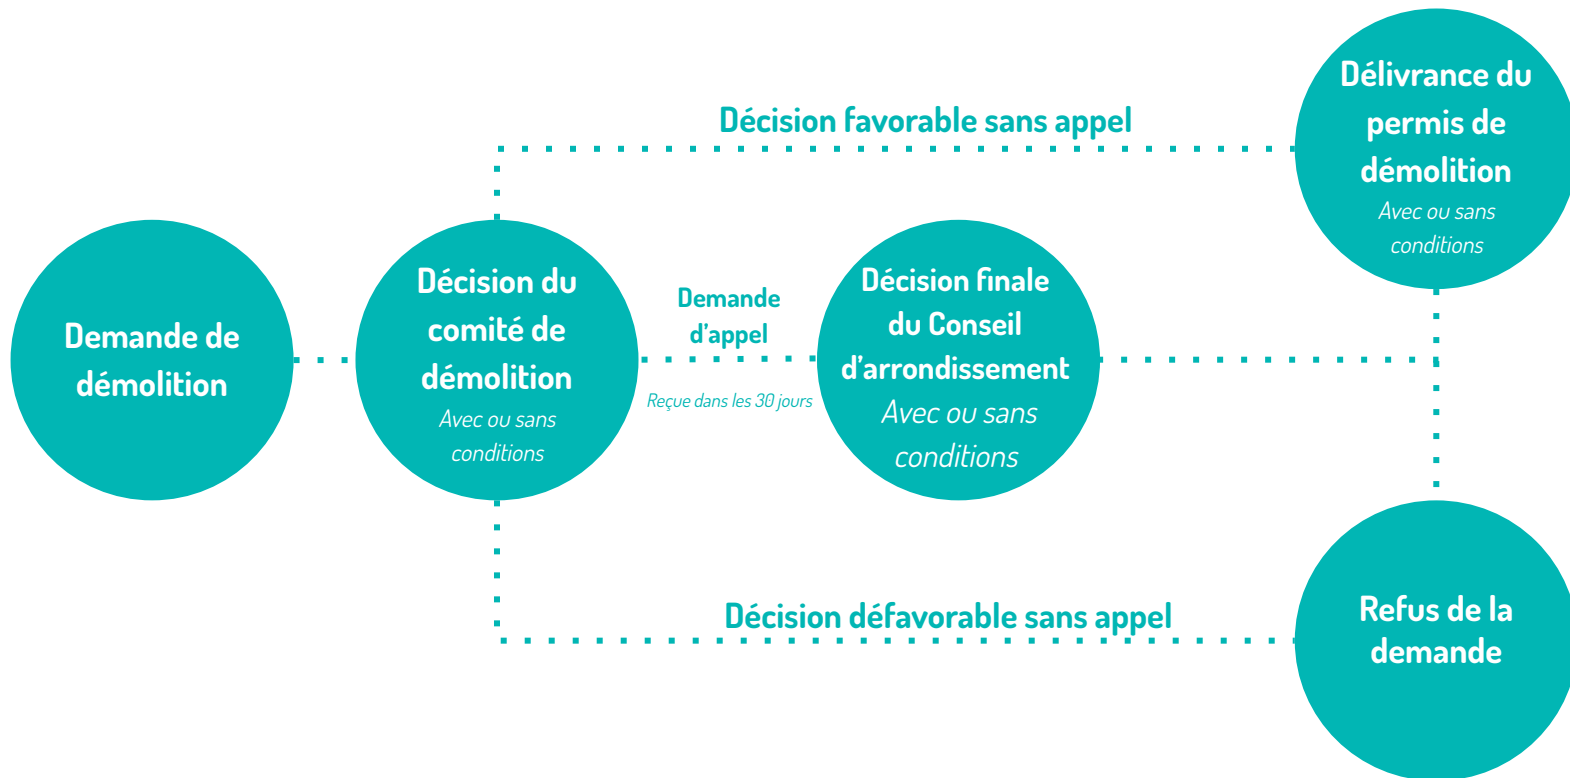 Demande de
démolition
Décision du
comité de
démolition
Avec ou sans
conditions
Décision favorable sans appel
Demande
d’appel
Reçue dans les 30 jours
Décision finale
du Conseil
d’arrondissement
Avec ou sans
conditions
Décision défavorable sans appel
Délivrance du
permis de
démolition
Avec ou sans
conditions
Refus de la
demande